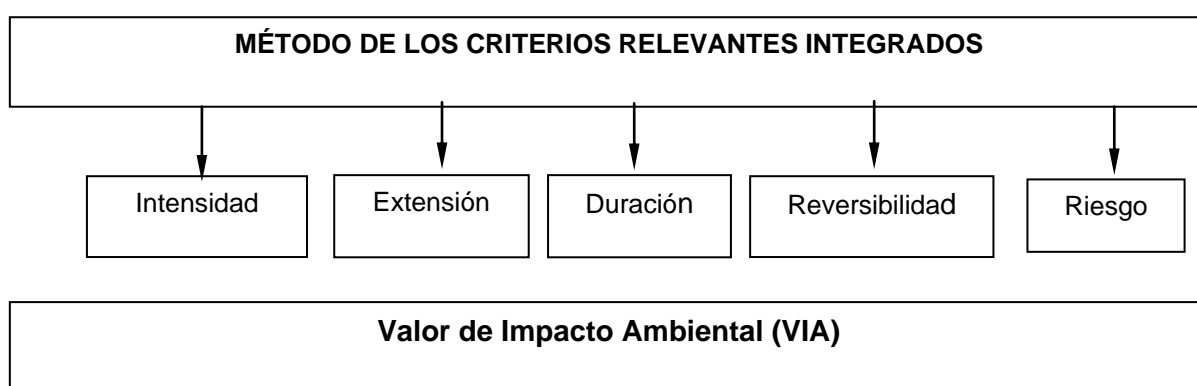 MÉTODO DE LOS CRITERIOS RELEVANTES INTEGRADOS
Intensidad
Extensión
Duración
Reversibilidad
Riesgo
Valor de Impacto Ambiental (VIA)